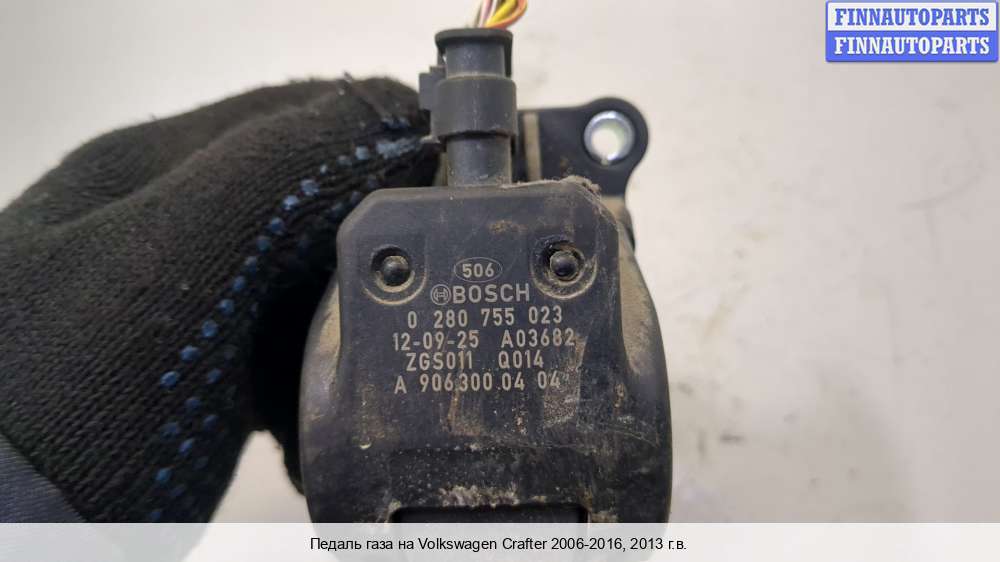 FINNAUTOPARTS
FINNAUTOPARTS
506
BOSCH
0 280 755 023
12-09-25 A03682
ZGS011 Q014
A 906 300 04 04
Педаль газа на Volkswagen Crafter 2006-2016, 2013 г.в.